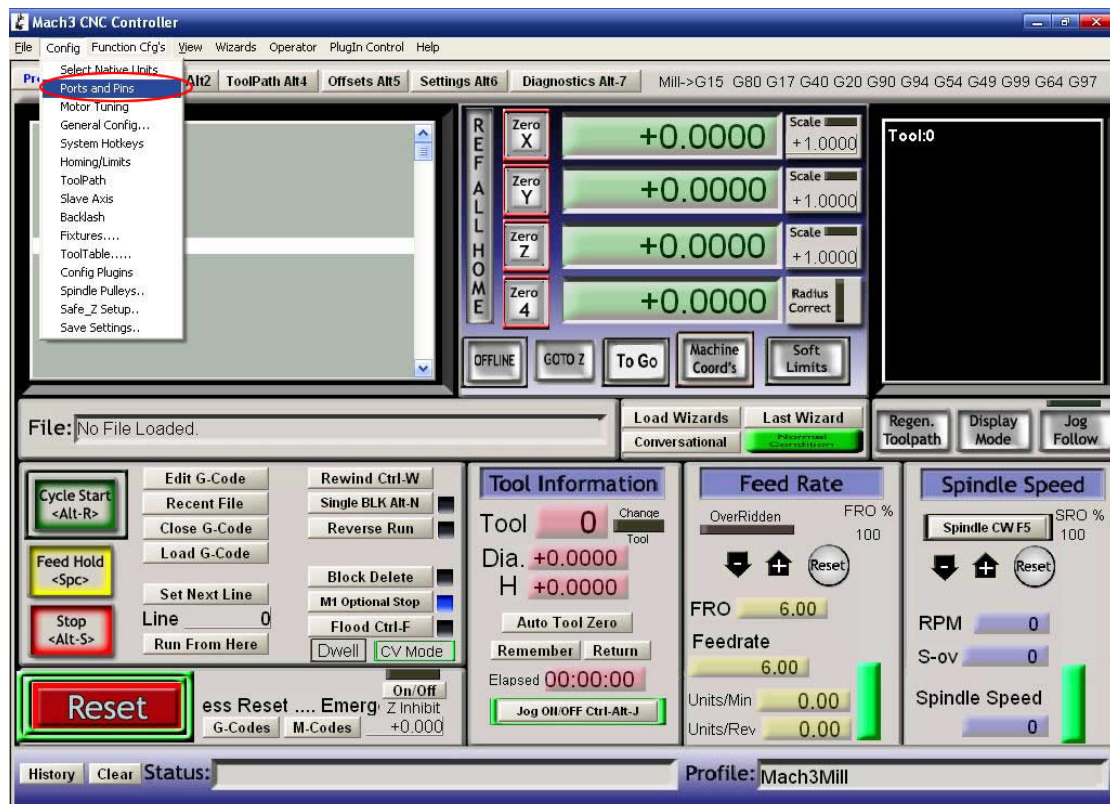 Mach3 CNC Controller
File Config Function Cfg's View Wizards Operator PlugIn Control Help
Alt2 ToolPath Alt4 Offsets Alt5 Settings Alt6 Diagnostics Alt-7 Mill->G15 G80 G17 G40 G20 G90 G94 G54 G49 G99 G64 G97
Select Native Units
Ports and Pins
Motor Tuning
General Config...
System Hotkeys
Homing/Limits
ToolPath
Slave Axis
Backlash
Fixtures....
ToolTable.....
Config Plugins
Spindle Pulleys..
Safe_Z Setup..
Save Settings..
REF ALL HOME
Zero X +0.0000 Scale +1.0000
Zero Y +0.0000 Scale +1.0000
Zero Z +0.0000 Scale +1.0000
Zero 4 +0.0000 Radius Correct
OFFLINE GOTO Z To Go Machine Coord's Soft Limits
Tool:0
File: No File Loaded.
Load Wizards Last Wizard
Conversational Normal Condition
Regen. Toolpath Display Mode Jog Follow
Cycle Start <Alt-R>
Feed Hold <Spc>
Stop <Alt-S>
Edit G-Code Rewind Ctrl-W
Recent File Single BLK Alt-N
Close G-Code Reverse Run
Load G-Code
Block Delete
Set Next Line M1 Optional Stop
Line 0 Flood Ctrl-F
Run From Here Dwell CV Mode
Reset
ess Reset .... Emerg
On/Off
Z Inhibit
+0.000
G-Codes M-Codes
Tool Information
Tool 0 Change Tool
Dia. +0.0000
H +0.0000
Auto Tool Zero
Remember Return
Elapsed 00:00:00
Jog ON/OFF Ctrl-Alt-J
Feed Rate
OverRidden FRO % 100
Reset
FRO 6.00
Feedrate
6.00
Units/Min 0.00
Units/Rev 0.00
Spindle Speed
Spindle CW F5 SRO % 100
Reset
RPM 0
S-ov 0
Spindle Speed
0
History Clear Status: Profile: Mach3Mill